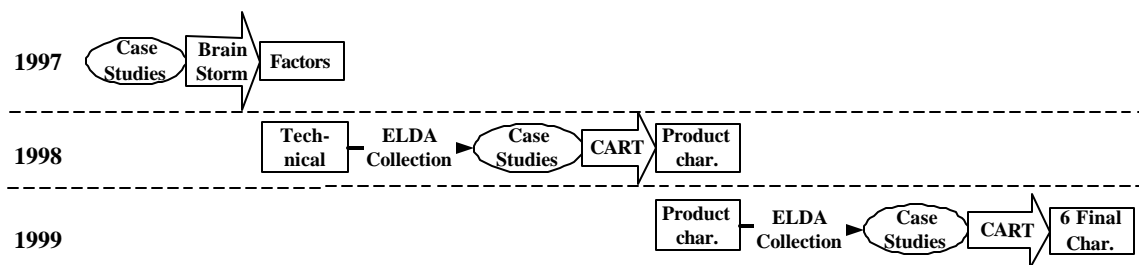 1997
Case
Studies
Brain
Storm
Factors
1998
Tech-
nical
ELDA
Collection
Case
Studies
CART
Product
char.
1999
Product
char.
ELDA
Collection
Case
Studies
CART
6 Final
Char.